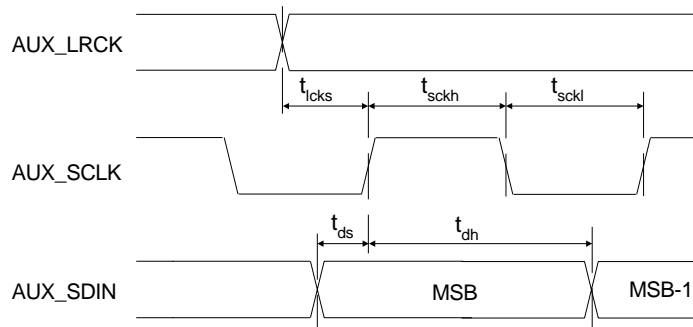 AUX_LRCK
t_lcks t_sckh t_sckl
AUX_SCLK
t_ds t_dh
AUX_SDIN MSB MSB-1